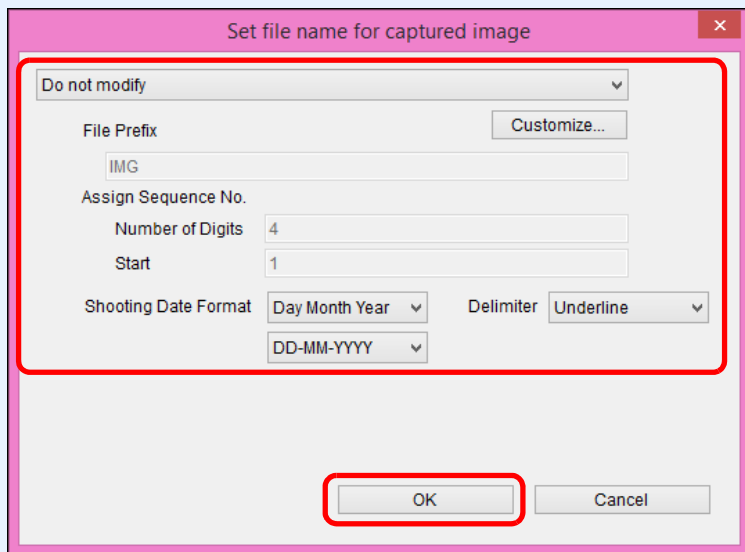 Set file name for captured image
Do not modify
File Prefix
Customize...
IMG
Assign Sequence No.
Number of Digits 4
Start 1
Shooting Date Format Day Month Year Delimiter Underline
DD-MM-YYYY
OK Cancel